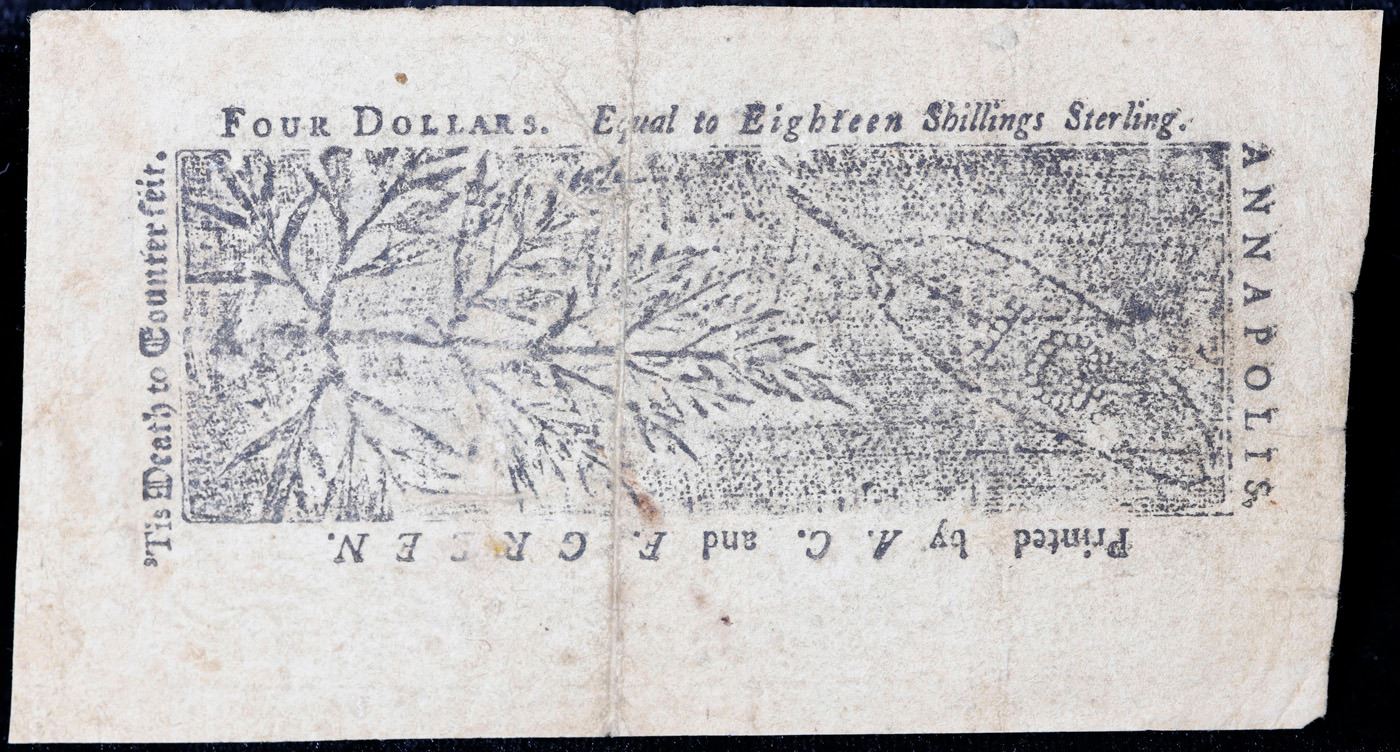 FOUR DOLLARS. Equal to Eighteen Shillings Sterling.
ANNAPOLIS,
Printed by A. C. and F. GREEN.
'Tis Death to Counterfeit.